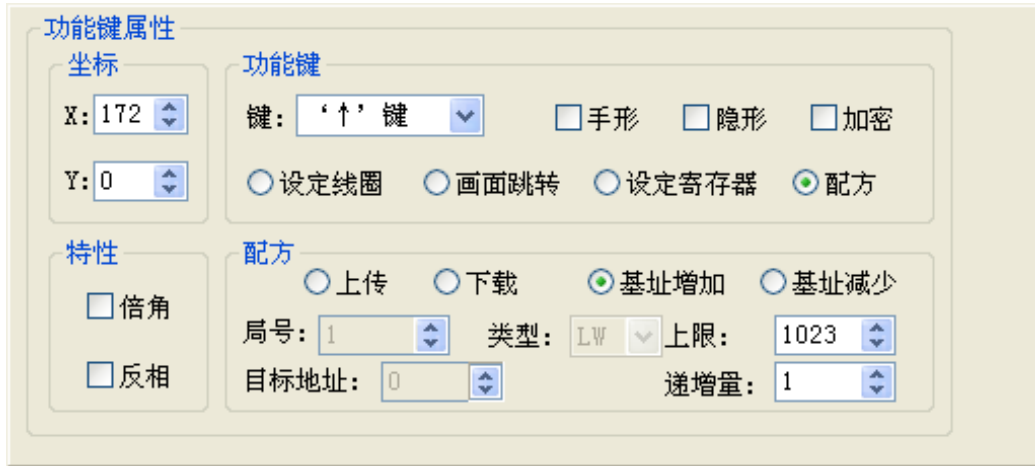 功能键属性
坐标
X: 172
Y: 0
功能键
键: ‘↑’键 手形 隐形 加密
设定线圈 画面跳转 设定寄存器 配方
特性
倍角
反相
配方
上传 下载 基址增加 基址减少
局号: 1 类型: LW 上限: 1023
目标地址: 0 递增量: 1